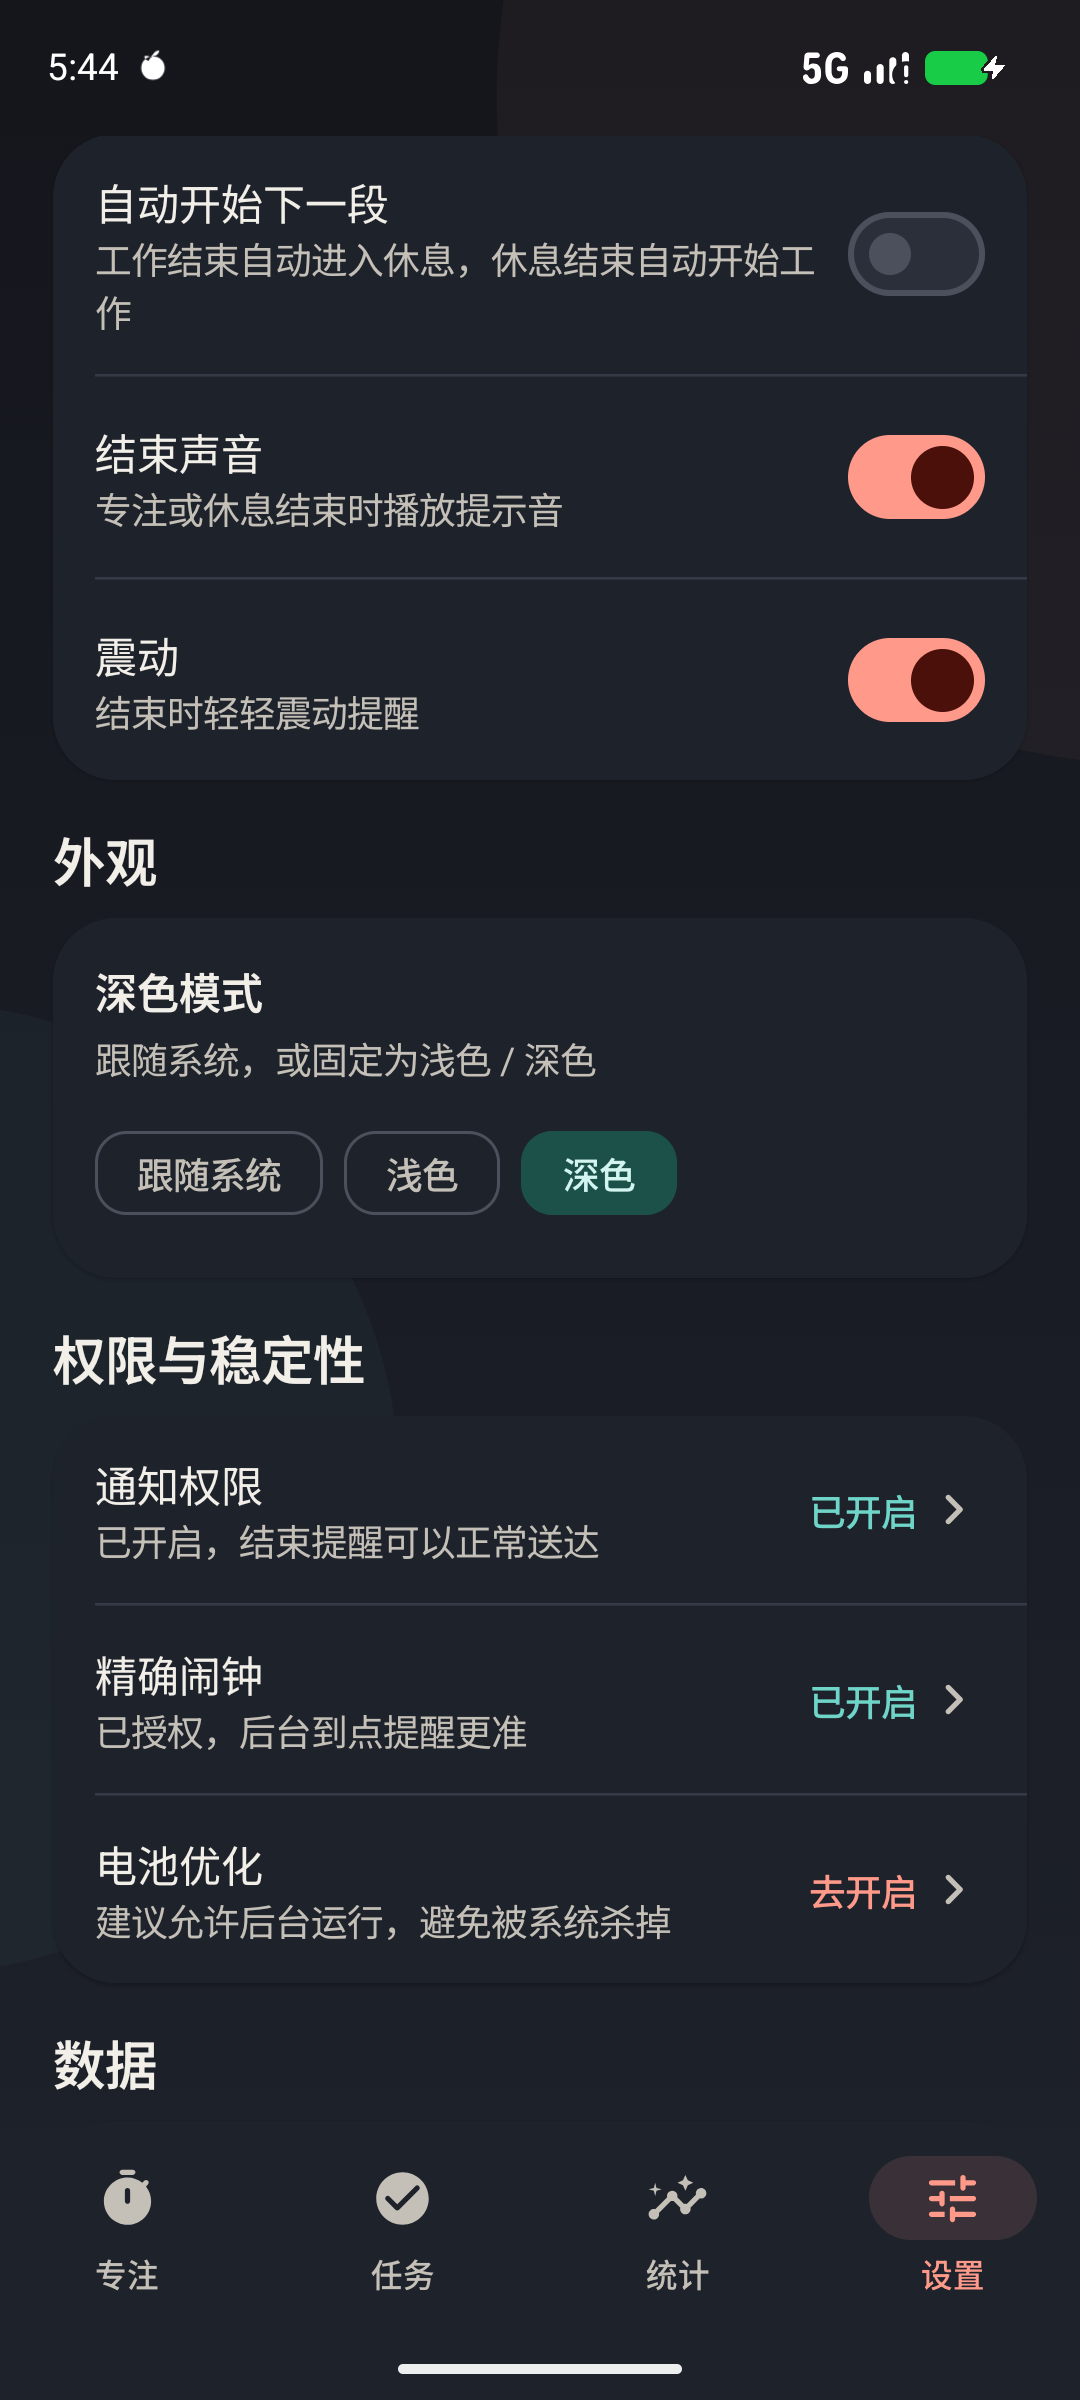 5:44
5G
自动开始下一段
工作结束自动进入休息，休息结束自动开始工
作
结束声音
专注或休息结束时播放提示音
震动
结束时轻轻震动提醒
外观
深色模式
跟随系统，或固定为浅色 / 深色
跟随系统
浅色
深色
权限与稳定性
通知权限
已开启，结束提醒可以正常送达
已开启
精确闹钟
已授权，后台到点提醒更准
已开启
电池优化
建议允许后台运行，避免被系统杀掉
去开启
数据
专注
任务
统计
设置